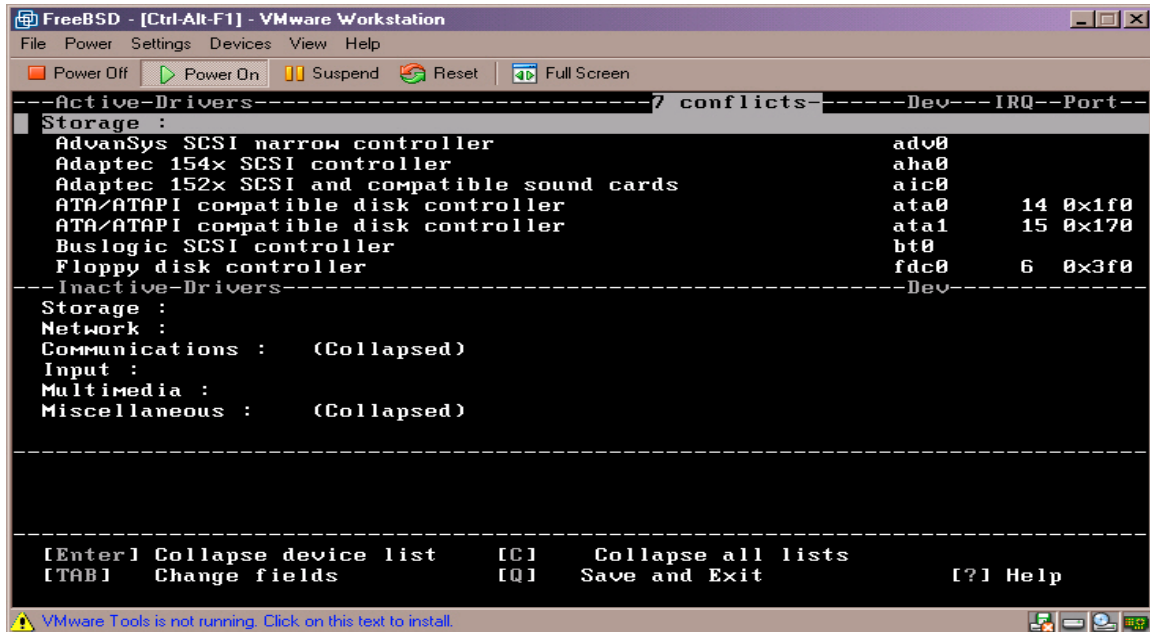 FreeBSD - [Ctrl-Alt-F1] - VMware Workstation
File Power Settings Devices View Help
Power Off Power On Suspend Reset Full Screen
---Active-Drivers----------------------------7 conflicts-------Dev---IRQ--Port--
Storage :
AdvanSys SCSI narrow controller adv0
Adaptec 154x SCSI controller aha0
Adaptec 152x SCSI and compatible sound cards aic0
ATA/ATAPI compatible disk controller ata0 14 0x1f0
ATA/ATAPI compatible disk controller ata1 15 0x170
Buslogic SCSI controller bt0
Floppy disk controller fdc0 6 0x3f0
---Inactive-Drivers--------------------------------------------Dev--------------
Storage :
Network :
Communications : (Collapsed)
Input :
Multimedia :
Miscellaneous : (Collapsed)
[Enter] Collapse device list [C] Collapse all lists
[TAB] Change fields [Q] Save and Exit [?] Help
VMware Tools is not running. Click on this text to install.